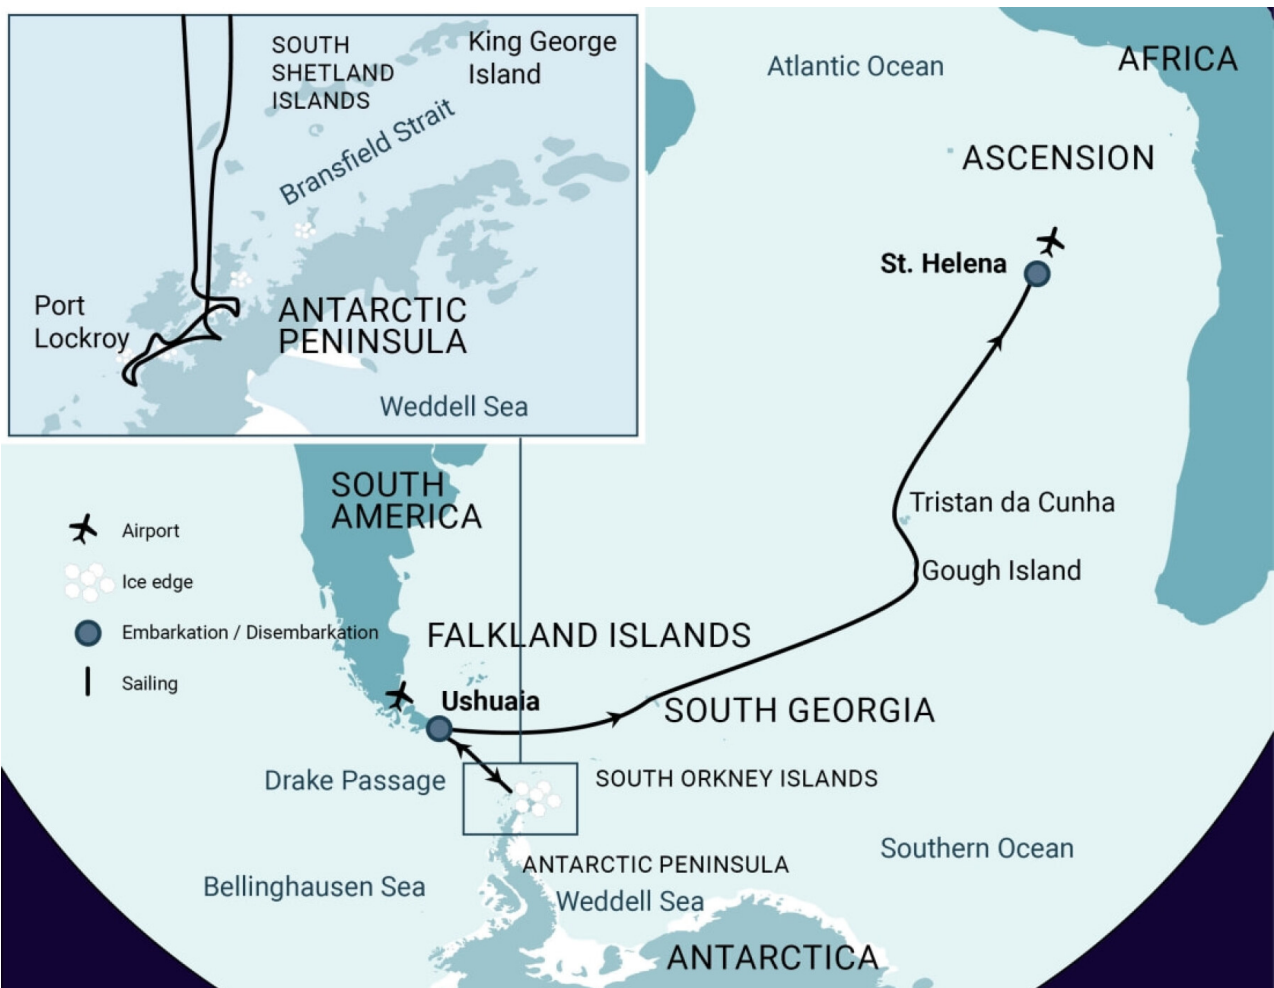 SOUTH
SHETLAND
ISLANDS
King George
Island
Bransfield Strait
Port
Lockroy
ANTARCTIC
PENINSULA
Weddell Sea
Atlantic Ocean
AFRICA
ASCENSION
St. Helena
SOUTH
AMERICA
Airport
Ice edge
Embarkation / Disembarkation
Sailing
Tristan da Cunha
Gough Island
FALKLAND ISLANDS
Ushuaia
SOUTH GEORGIA
Drake Passage
SOUTH ORKNEY ISLANDS
Southern Ocean
ANTARCTIC PENINSULA
Bellinghausen Sea
Weddell Sea
ANTARCTICA